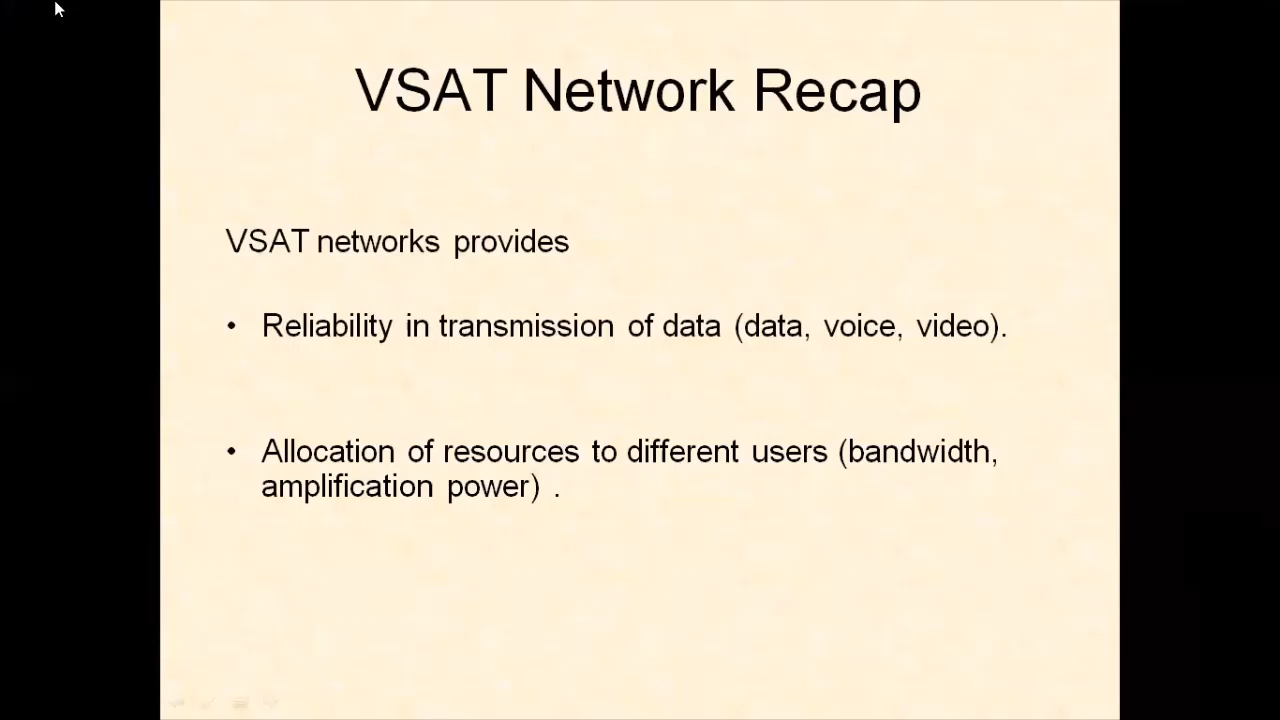 VSAT Network Recap
VSAT networks provides
• Reliability in transmission of data (data, voice, video).
• Allocation of resources to different users (bandwidth,
amplification power) .